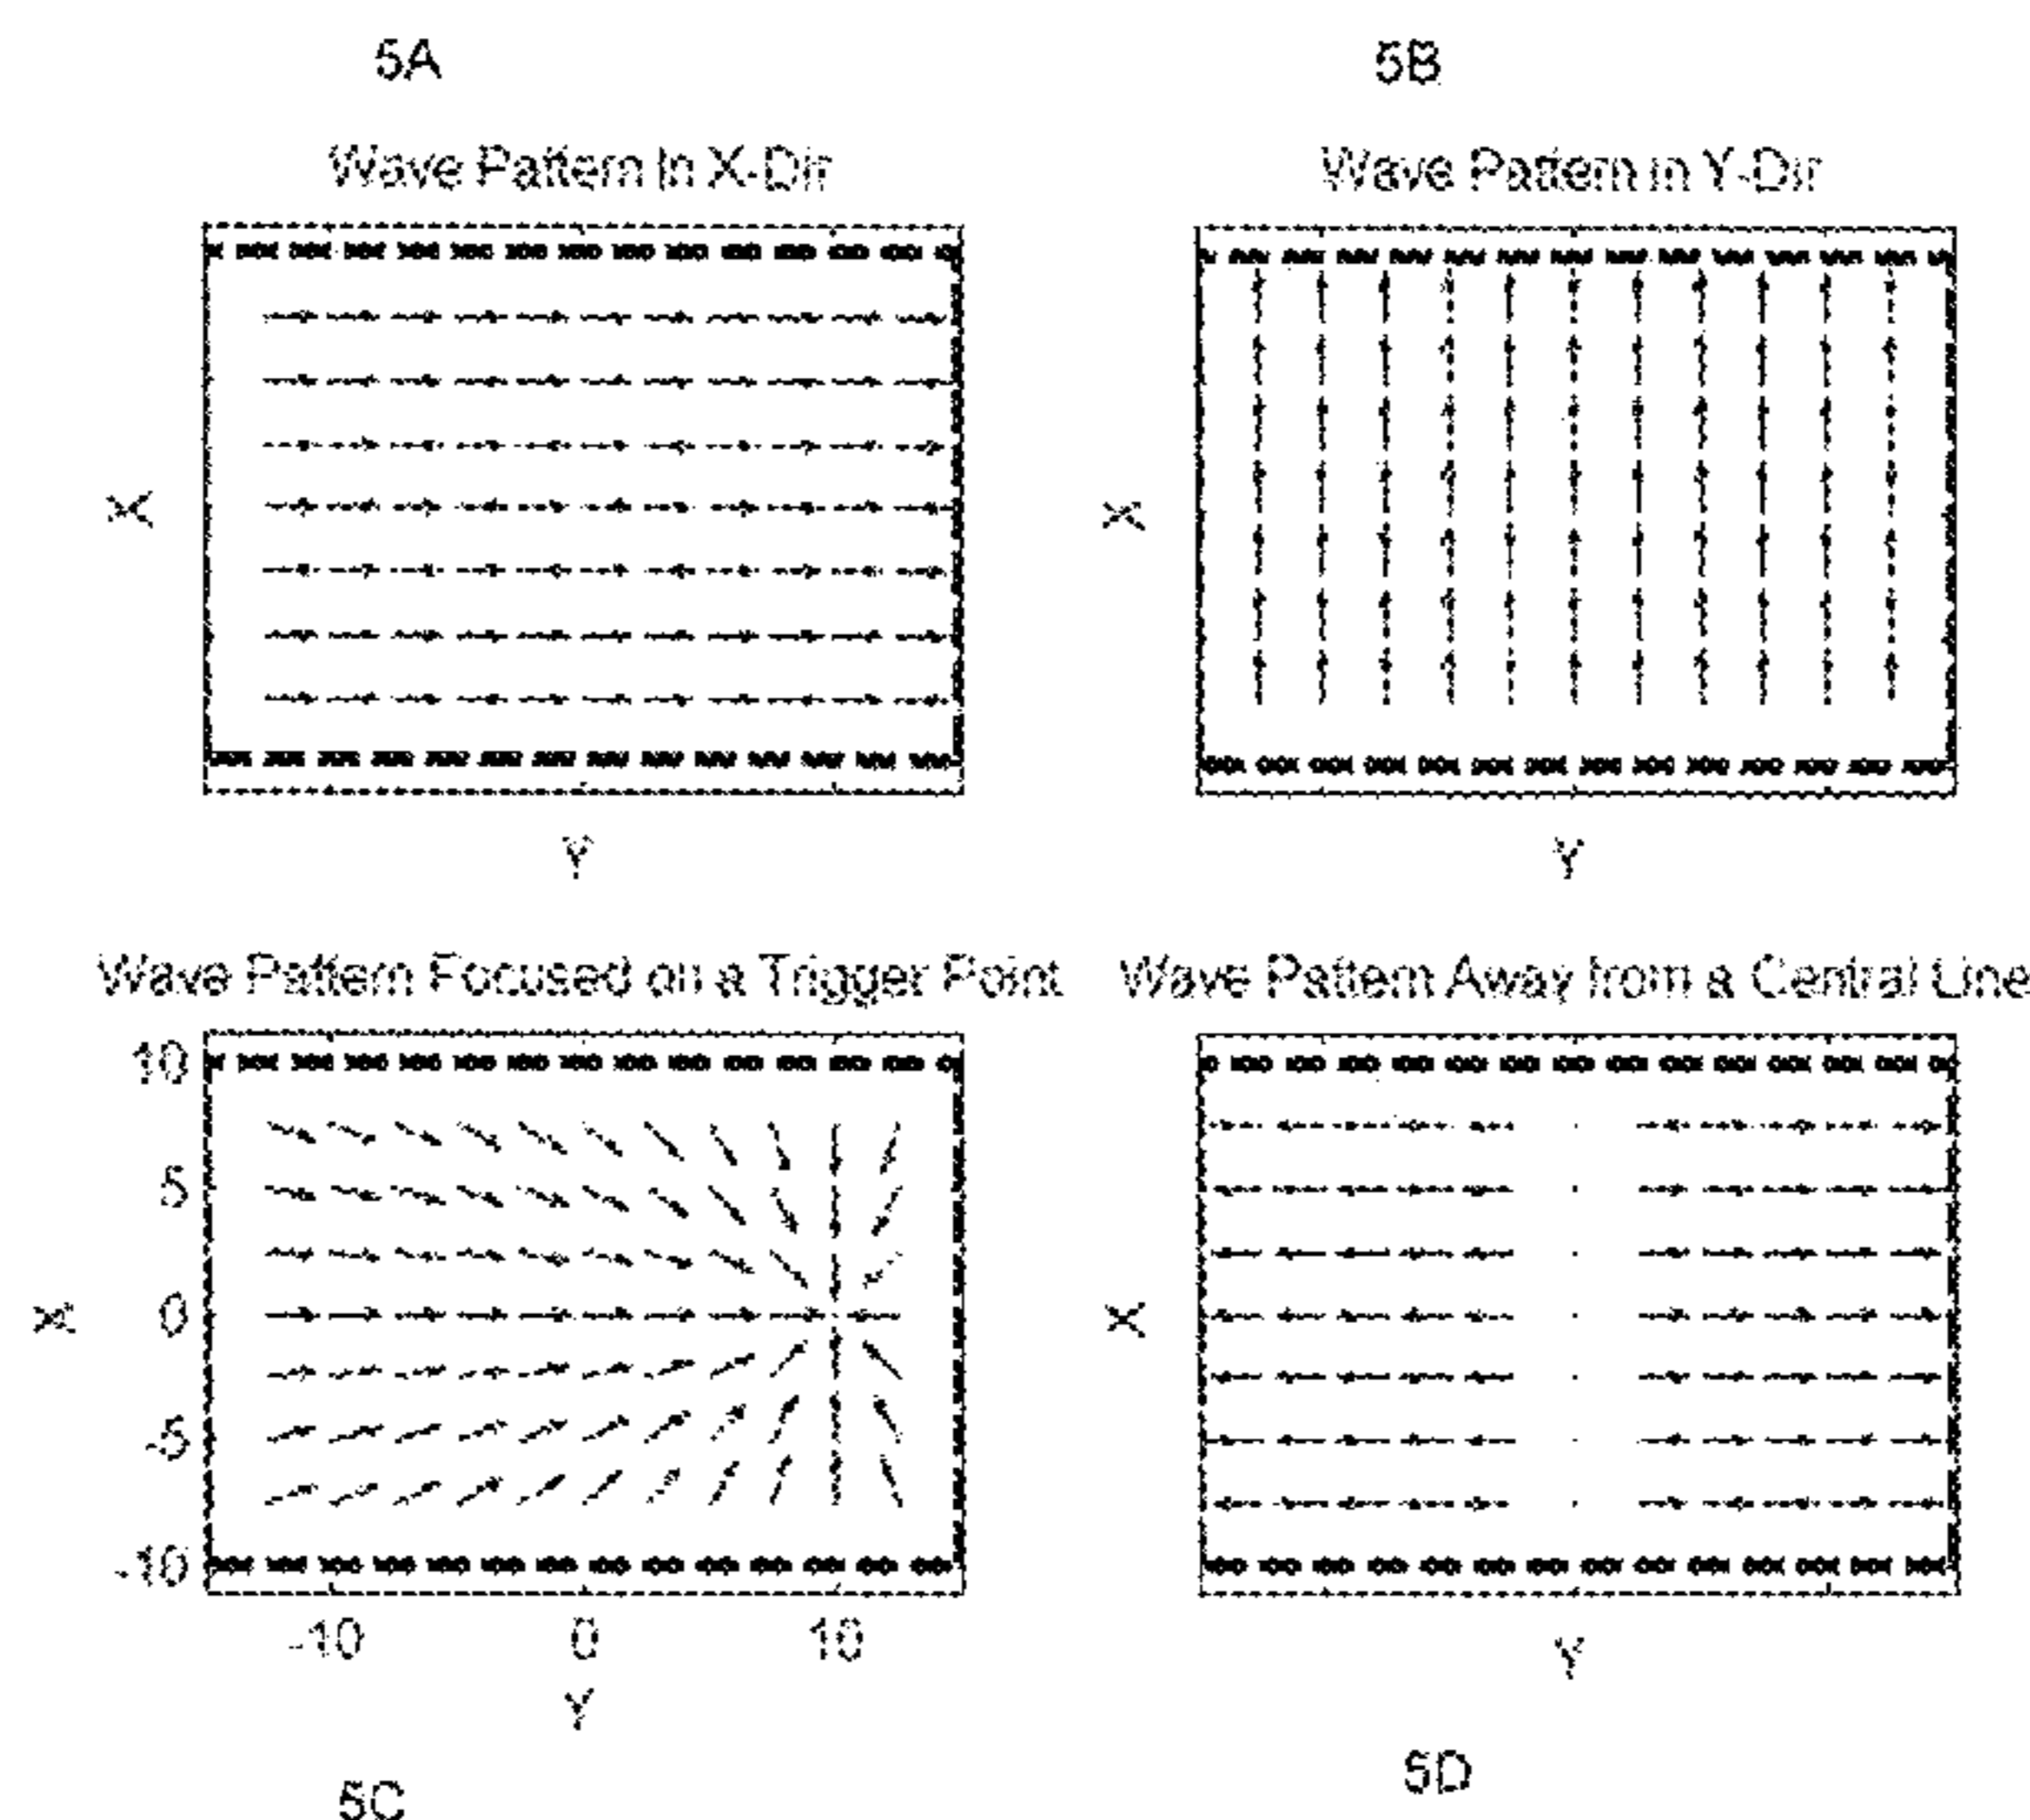 5A
5B
Wave Pattern in X-Dir
Wave Pattern in Y-Dir
X
X
Y
Y
Wave Pattern Focused on a Trigger Point
Wave Pattern Away from a Central Line
10
5
0
-5
-10
X
X
-10 0 10
Y
Y
5C
5D